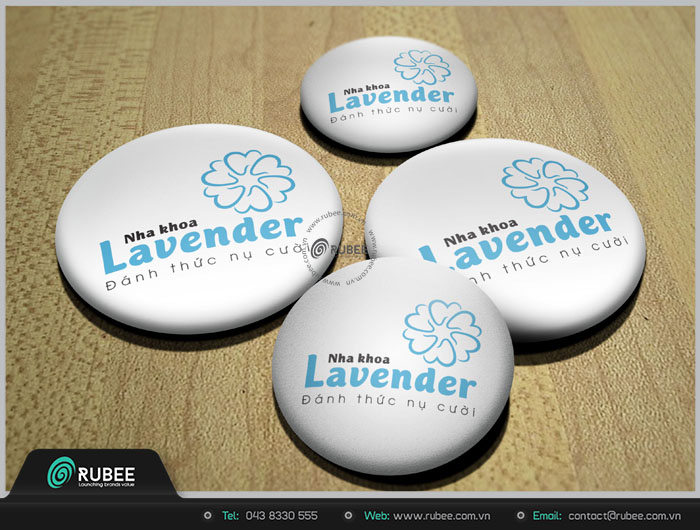 Nha khoa
Lavender
Đánh thức nụ cười
Nha khoa
Lavender
Đánh thức nụ cười
Nha khoa
Lavender
Đánh thức nụ cười
www.rubee.com.vn
RUBEE
Nha khoa
Lavender
Đánh thức nụ cười
RUBEE
Launching brands value
Tel: 043 8330 555 Web: www.rubee.com.vn Email: contact@rubee.com.vn